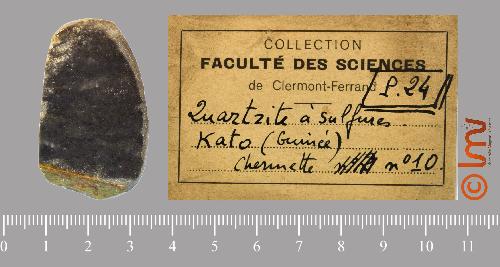 COLLECTION
FACULTÉ DES SCIENCES
de Clermont-Ferrand
S.24
Quartzite à sulfures
Kato (Guinée)
Chermette n° 10.
© lmv
0 1 2 3 4 5 6 7 8 9 10 11